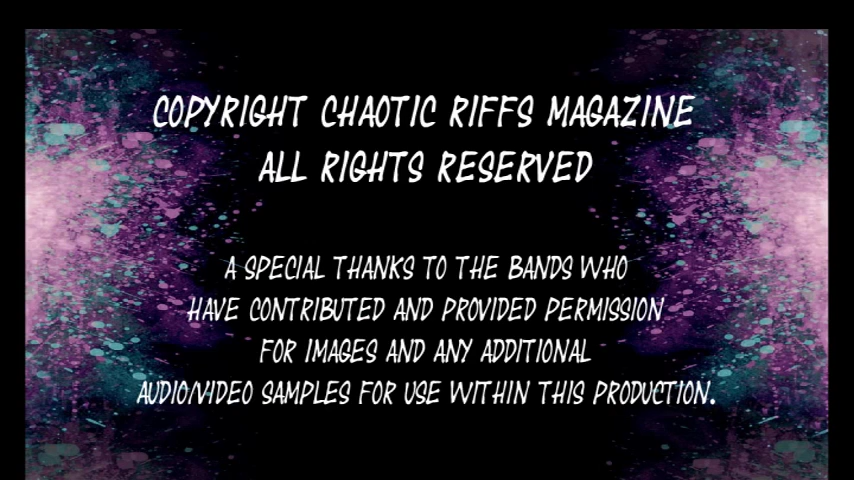 COPYRIGHT CHAOTIC RIFFS MAGAZINE
ALL RIGHTS RESERVED
A SPECIAL THANKS TO THE BANDS WHO
HAVE CONTRIBUTED AND PROVIDED PERMISSION
FOR IMAGES AND ANY ADDITIONAL
AUDIO/VIDEO SAMPLES FOR USE WITHIN THIS PRODUCTION.